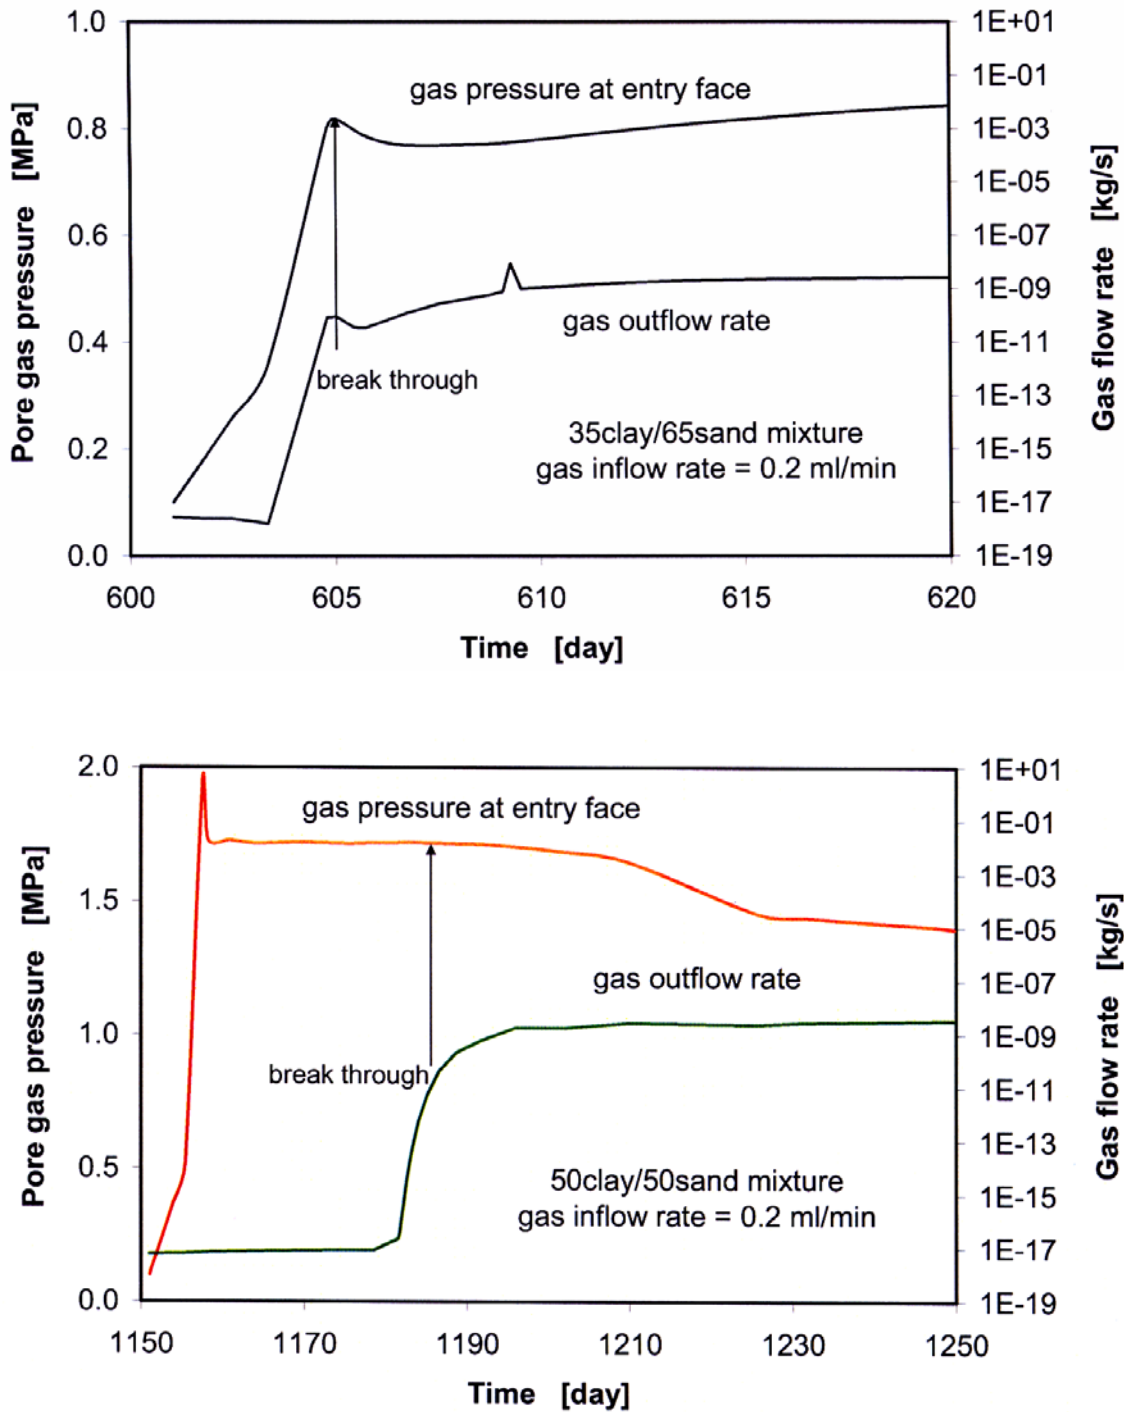 1.0
0.8
0.6
0.4
0.2
0.0
Pore gas pressure [MPa]
1E+01
1E-01
1E-03
1E-05
1E-07
1E-09
1E-11
1E-13
1E-15
1E-17
1E-19
Gas flow rate [kg/s]
gas pressure at entry face
gas outflow rate
break through
35clay/65sand mixture
gas inflow rate = 0.2 ml/min
600 605 610 615 620
Time [day]
2.0
1.5
1.0
0.5
0.0
Pore gas pressure [MPa]
1E+01
1E-01
1E-03
1E-05
1E-07
1E-09
1E-11
1E-13
1E-15
1E-17
1E-19
Gas flow rate [kg/s]
gas pressure at entry face
gas outflow rate
break through
50clay/50sand mixture
gas inflow rate = 0.2 ml/min
1150 1170 1190 1210 1230 1250
Time [day]